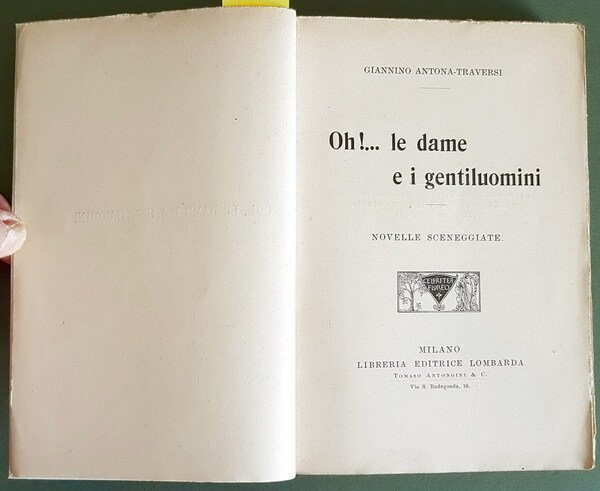 GIANNINO ANTONA-TRAVERSI
Oh!... le dame
e i gentiluomini
NOVELLE SCENEGGIATE.
MILANO
LIBRERIA EDITRICE LOMBARDA
TOMASO ANTONGINI & C.
Via S. Radegonda, 10.